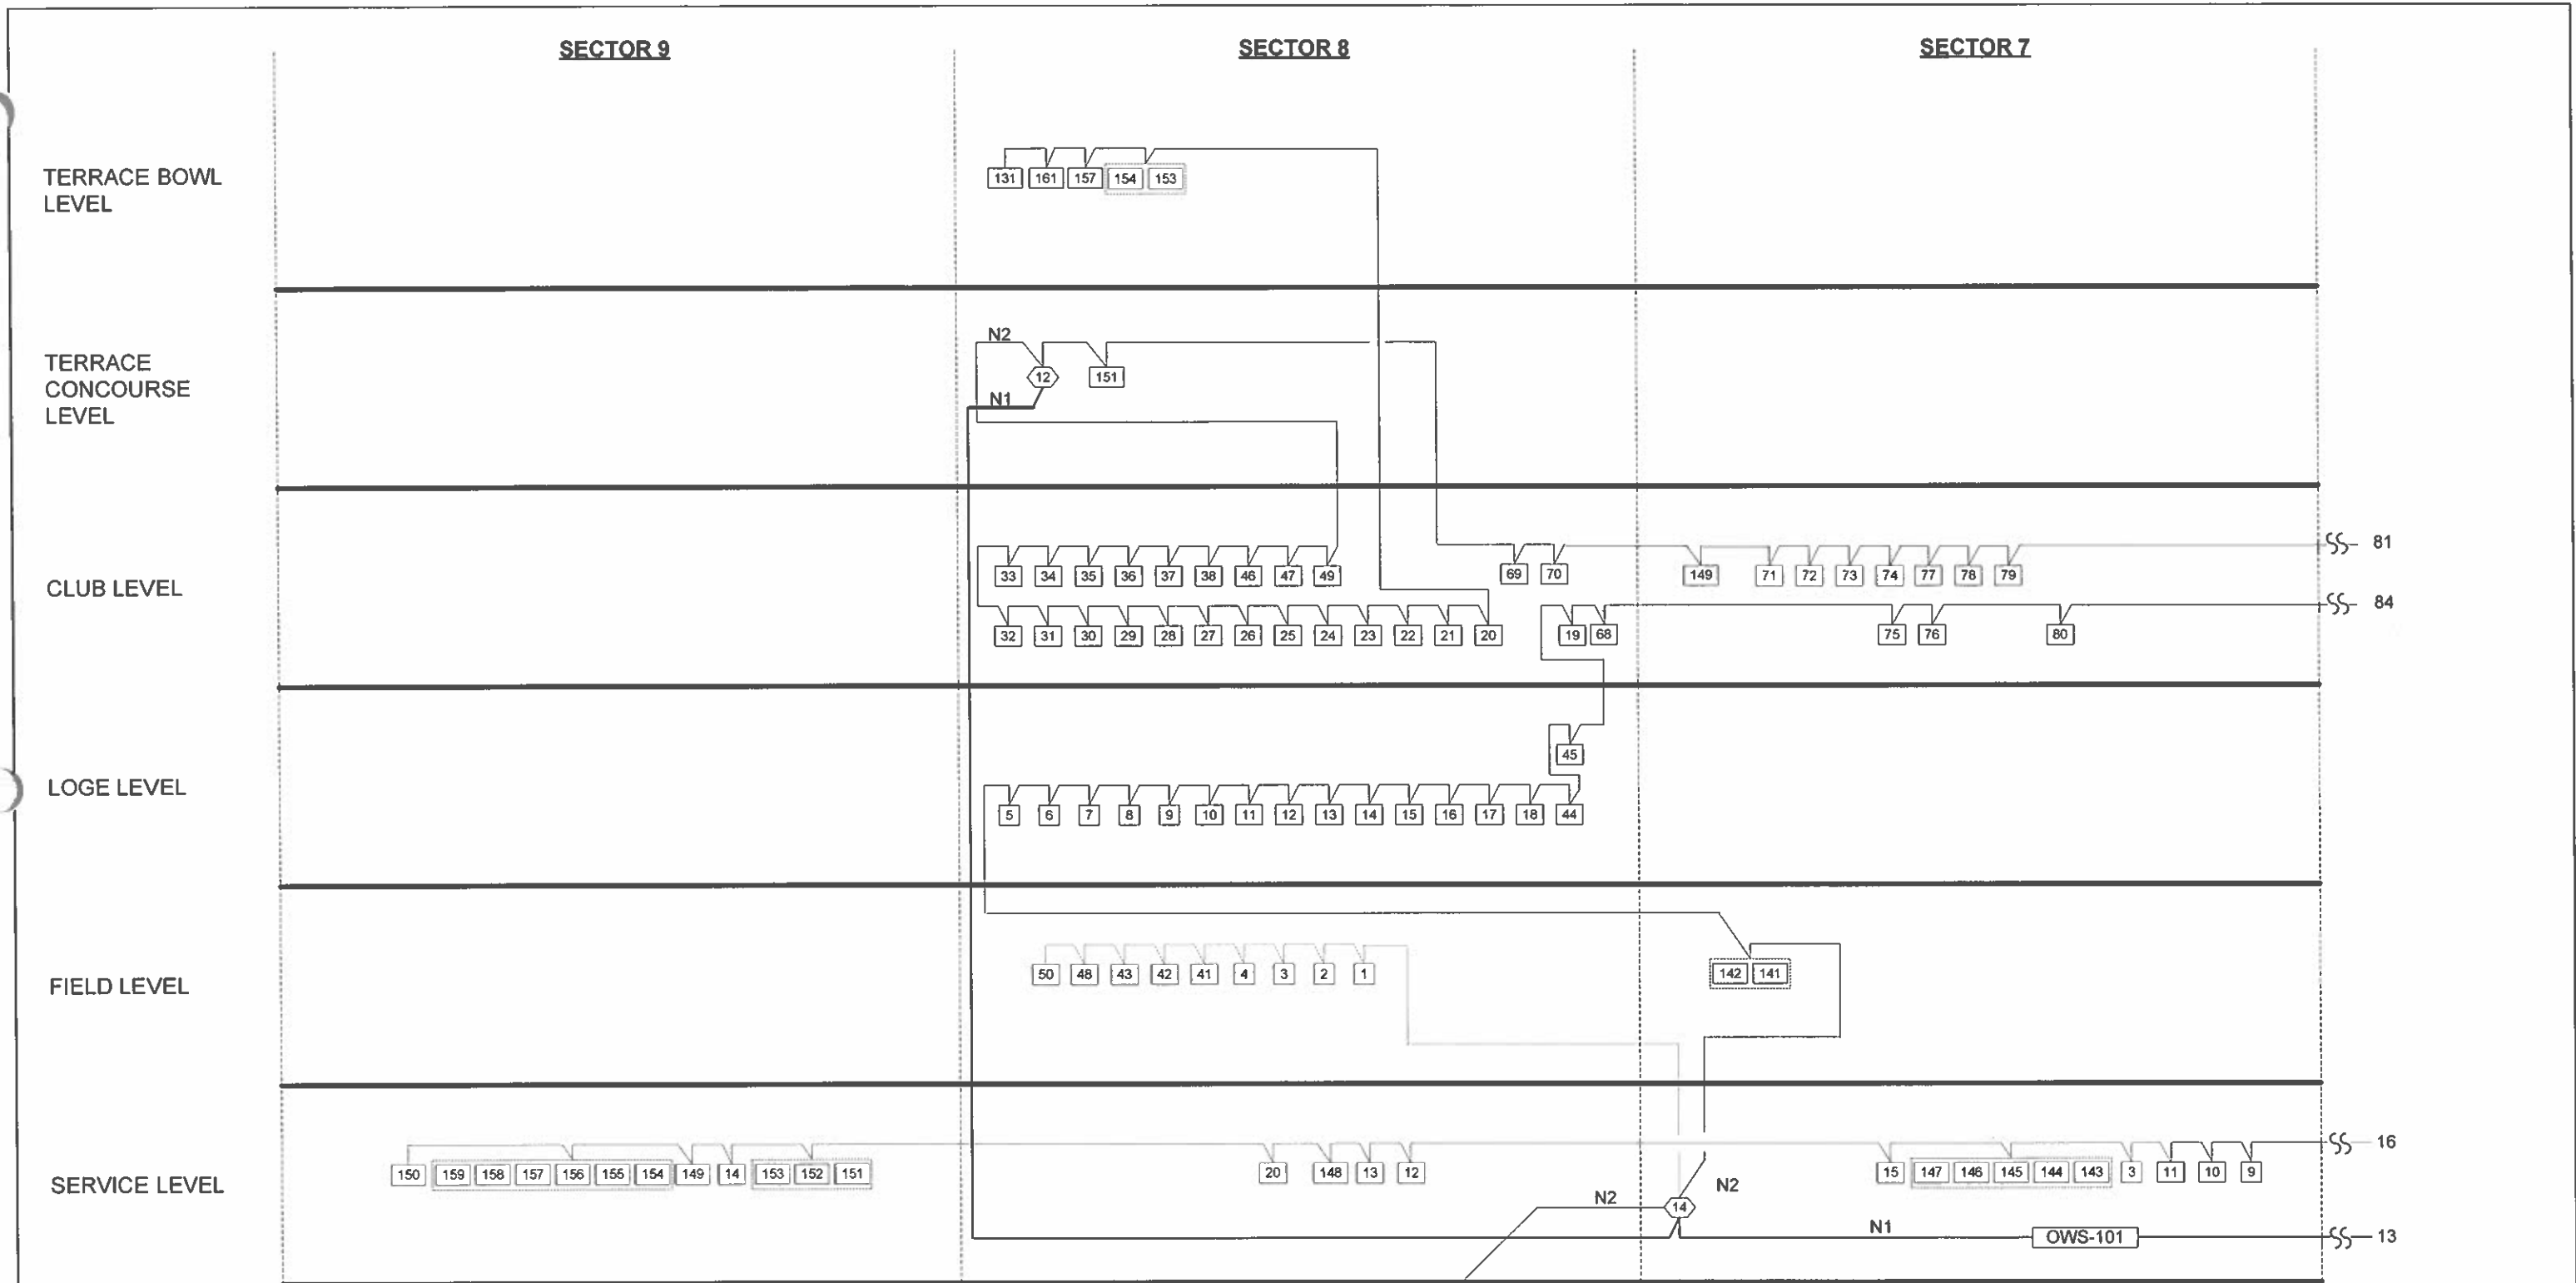 SECTOR 9 SECTOR 8 SECTOR 7
TERRACE BOWL
LEVEL
131 161 157 154 153
TERRACE
CONCOURSE
LEVEL
N2
12 151
N1
CLUB LEVEL
33 34 35 36 37 38 46 47 49 69 70 149 71 72 73 74 77 78 79 81
32 31 30 29 28 27 26 25 24 23 22 21 20 19 68 75 76 80 84
LOGE LEVEL
45
5 6 7 8 9 10 11 12 13 14 15 16 17 18 44
FIELD LEVEL
50 48 43 42 41 4 3 2 1 142 141
SERVICE LEVEL
150 159 158 157 156 155 154 149 14 153 152 151 20 148 13 12 15 147 146 145 144 143 3 11 10 9 16
N2 14 N2
N1 OWS-101 13